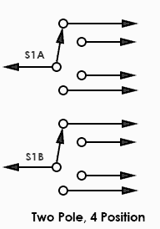 S1A
S1B
Two Pole, 4 Position